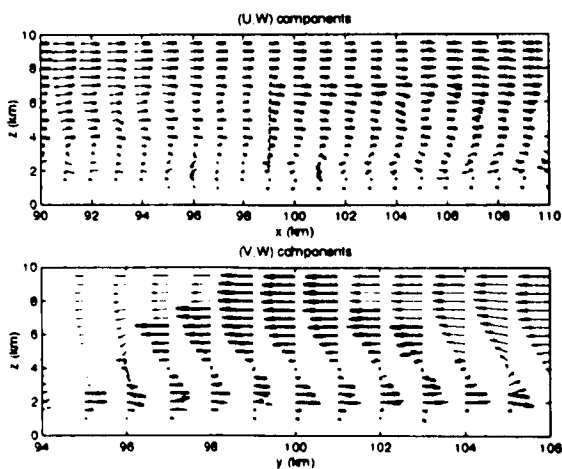 (U,W) components
10
8
6
4
2
0
z (km)
90 92 94 96 98 100 102 104 106 108 110
x (km)
(V,W) components
10
8
6
4
2
0
z (km)
94 96 98 100 102 104 106
y (km)